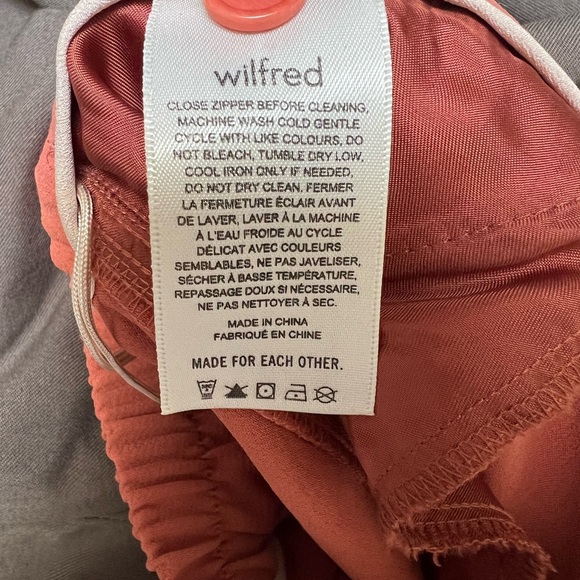 wilfred
CLOSE ZIPPER BEFORE CLEANING,
MACHINE WASH COLD GENTLE
CYCLE WITH LIKE COLOURS, DO
NOT BLEACH, TUMBLE DRY LOW,
COOL IRON ONLY IF NEEDED,
DO NOT DRY CLEAN. FERMER
LA FERMETURE ÉCLAIR AVANT
DE LAVER, LAVER À LA MACHINE
À L'EAU FROIDE AU CYCLE
DÉLICAT AVEC COULEURS
SEMBLABLES, NE PAS JAVELISER,
SÉCHER À BASSE TEMPÉRATURE,
REPASSAGE DOUX SI NÉCESSAIRE,
NE PAS NETTOYER À SEC.
MADE IN CHINA
FABRIQUÉ EN CHINE
MADE FOR EACH OTHER.